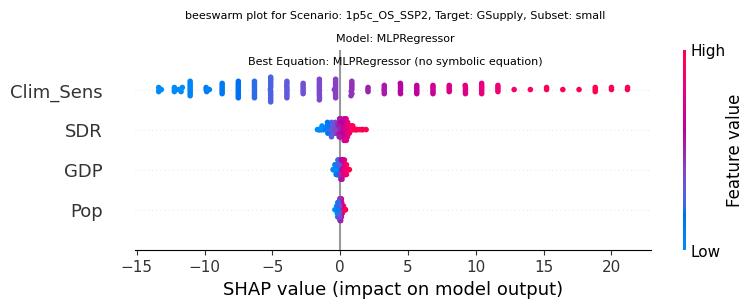 beeswarm plot for Scenario: 1p5c_OS_SSP2, Target: GSupply, Subset: small
Model: MLPRegressor
Best Equation: MLPRegressor (no symbolic equation)
High
Clim_Sens
SDR
GDP
Pop
Feature value
Low
−15 −10 −5 0 5 10 15 20
SHAP value (impact on model output)